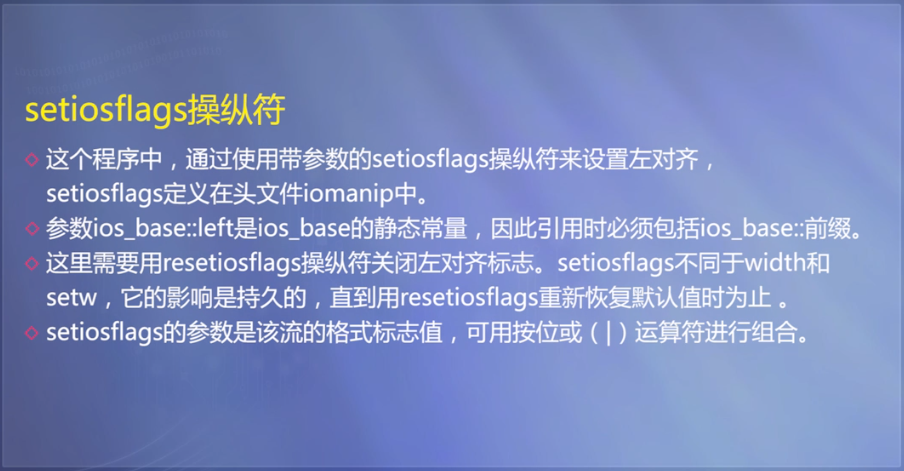 setiosflags操纵符
◇ 这个程序中，通过使用带参数的setiosflags操纵符来设置左对齐，
setiosflags定义在头文件iomanip中。
◇ 参数ios_base::left是ios_base的静态常量，因此引用时必须包括ios_base::前缀。
◇ 这里需要用resetiosflags操纵符关闭左对齐标志。setiosflags不同于width和
setw，它的影响是持久的，直到用resetiosflags重新恢复默认值时为止 。
◇ setiosflags的参数是该流的格式标志值，可用按位或（|）运算符进行组合。